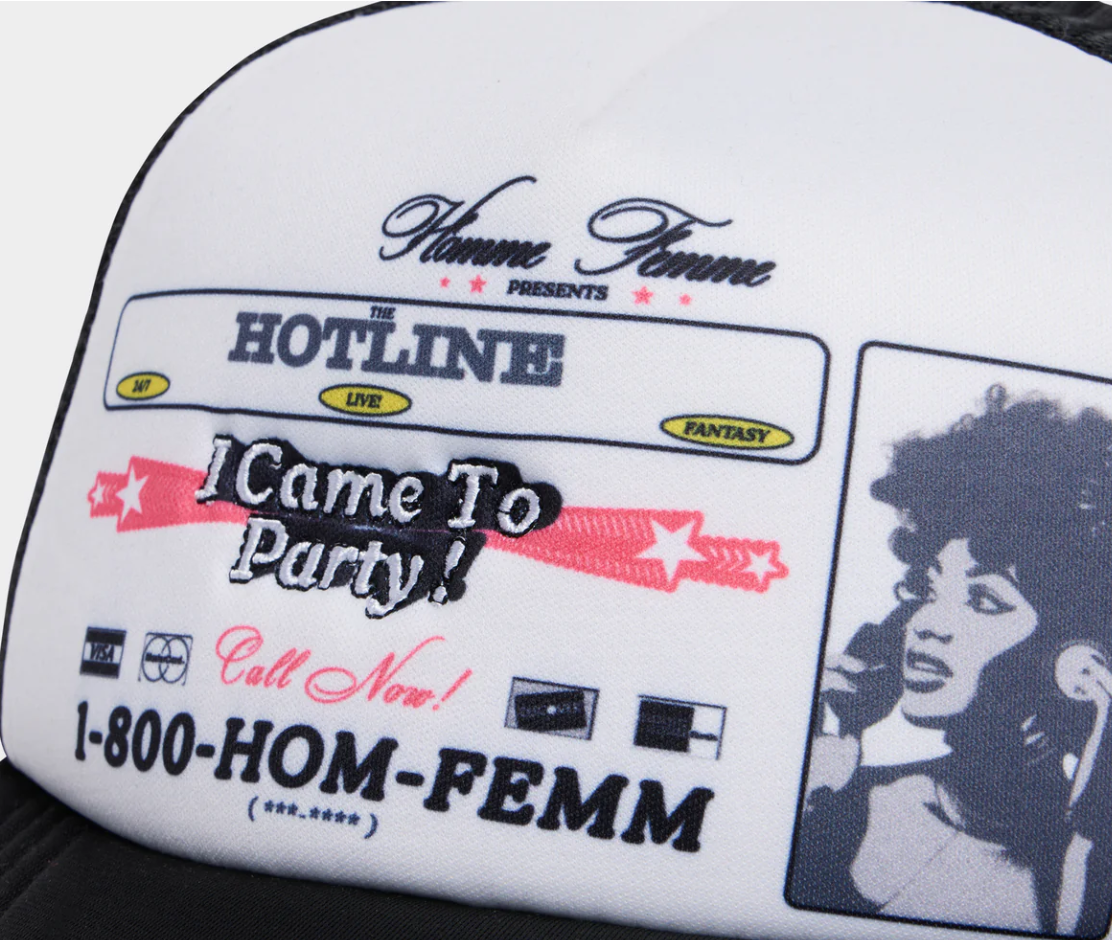 Homme Femme
PRESENTS
THE
HOTLINE
24/7
LIVE!
FANTASY
I Came To
Party!
VISA
MasterCard
Call Now!
1-800-HOM-FEMM
(***-****)